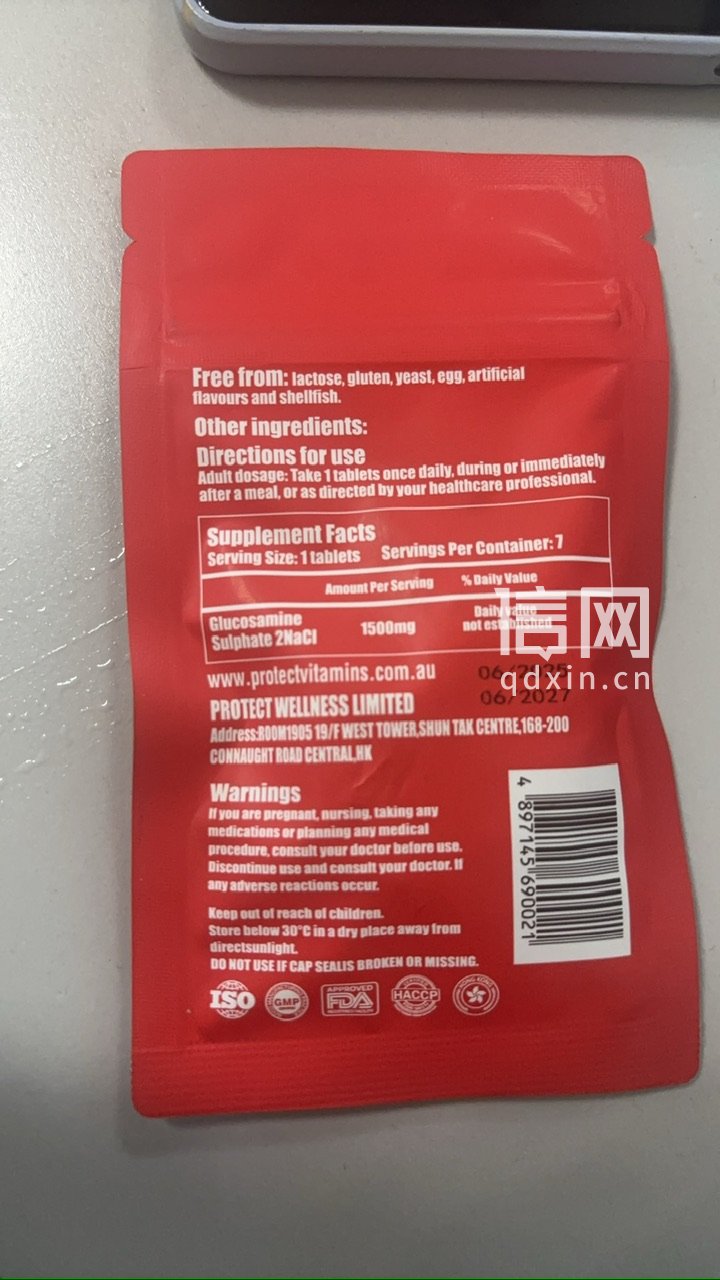 Free from: lactose, gluten, yeast, egg, artificial
flavours and shellfish.
Other ingredients:
Directions for use
Adult dosage: Take 1 tablets once daily, during or immediately
after a meal, or as directed by your healthcare professional.
Supplement Facts
Serving Size: 1 tablets Servings Per Container: 7
Amount Per Serving % Daily Value
Glucosamine
Sulphate 2NaCl
1500mg
Daily value
not established
信网
qdxin.cn
www.protectvitamins.com.au
06/2025
06/2027
PROTECT WELLNESS LIMITED
Address:ROOM1905 19/F WEST TOWER,SHUN TAK CENTRE,168-200
CONNAUGHT ROAD CENTRAL,HK
Warnings
If you are pregnant, nursing, taking any
medications or planning any medical
procedure, consult your doctor before use.
Discontinue use and consult your doctor. If
any adverse reactions occur.
Keep out of reach of children.
Store below 30°C in a dry place away from
directsunlight.
DO NOT USE IF CAP SEALIS BROKEN OR MISSING.
4 897145 690021
ISO
GMP
APPROVED
FDA
HACCP
HONG KONG